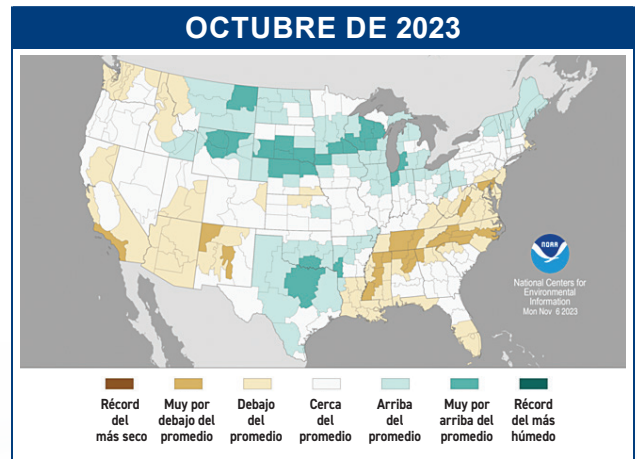 OCTUBRE DE 2023
NOAA
National Centers for
Environmental
Information
Mon Nov 6 2023
Récord
del
más seco
Muy por
debajo del
promedio
Debajo
del
promedio
Cerca
del
promedio
Arriba
del
promedio
Muy por
arriba del
promedio
Récord
del más
húmedo